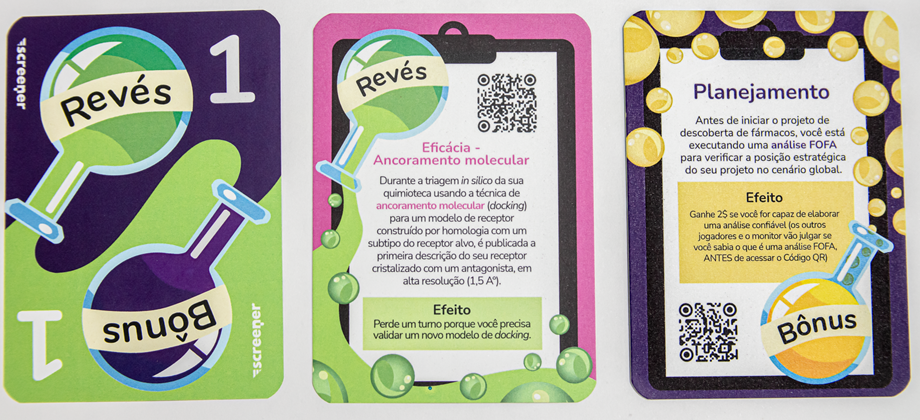 screener
Revés
1
Bônus
1
screener
Revés
Eficácia -
Ancoramento molecular
Durante a triagem in silico da sua
quimioteca usando a técnica de
ancoramento molecular (docking)
para um modelo de receptor
construído por homologia com um
subtipo do receptor alvo, é publicada a
primeira descrição do seu receptor
cristalizado com um antagonista, em
alta resolução (1,5 Aº).
Efeito
Perde um turno porque você precisa
validar um novo modelo de docking.
Planejamento
Antes de iniciar o projeto de
descoberta de fármacos, você está
executando uma análise FOFA
para verificar a posição estratégica
do seu projeto no cenário global.
Efeito
Ganhe 2$ se você for capaz de elaborar
uma análise confiável (os outros
jogadores e o monitor vão julgar se
você sabia o que é uma análise FOFA,
ANTES de acessar o Código QR)
Bônus